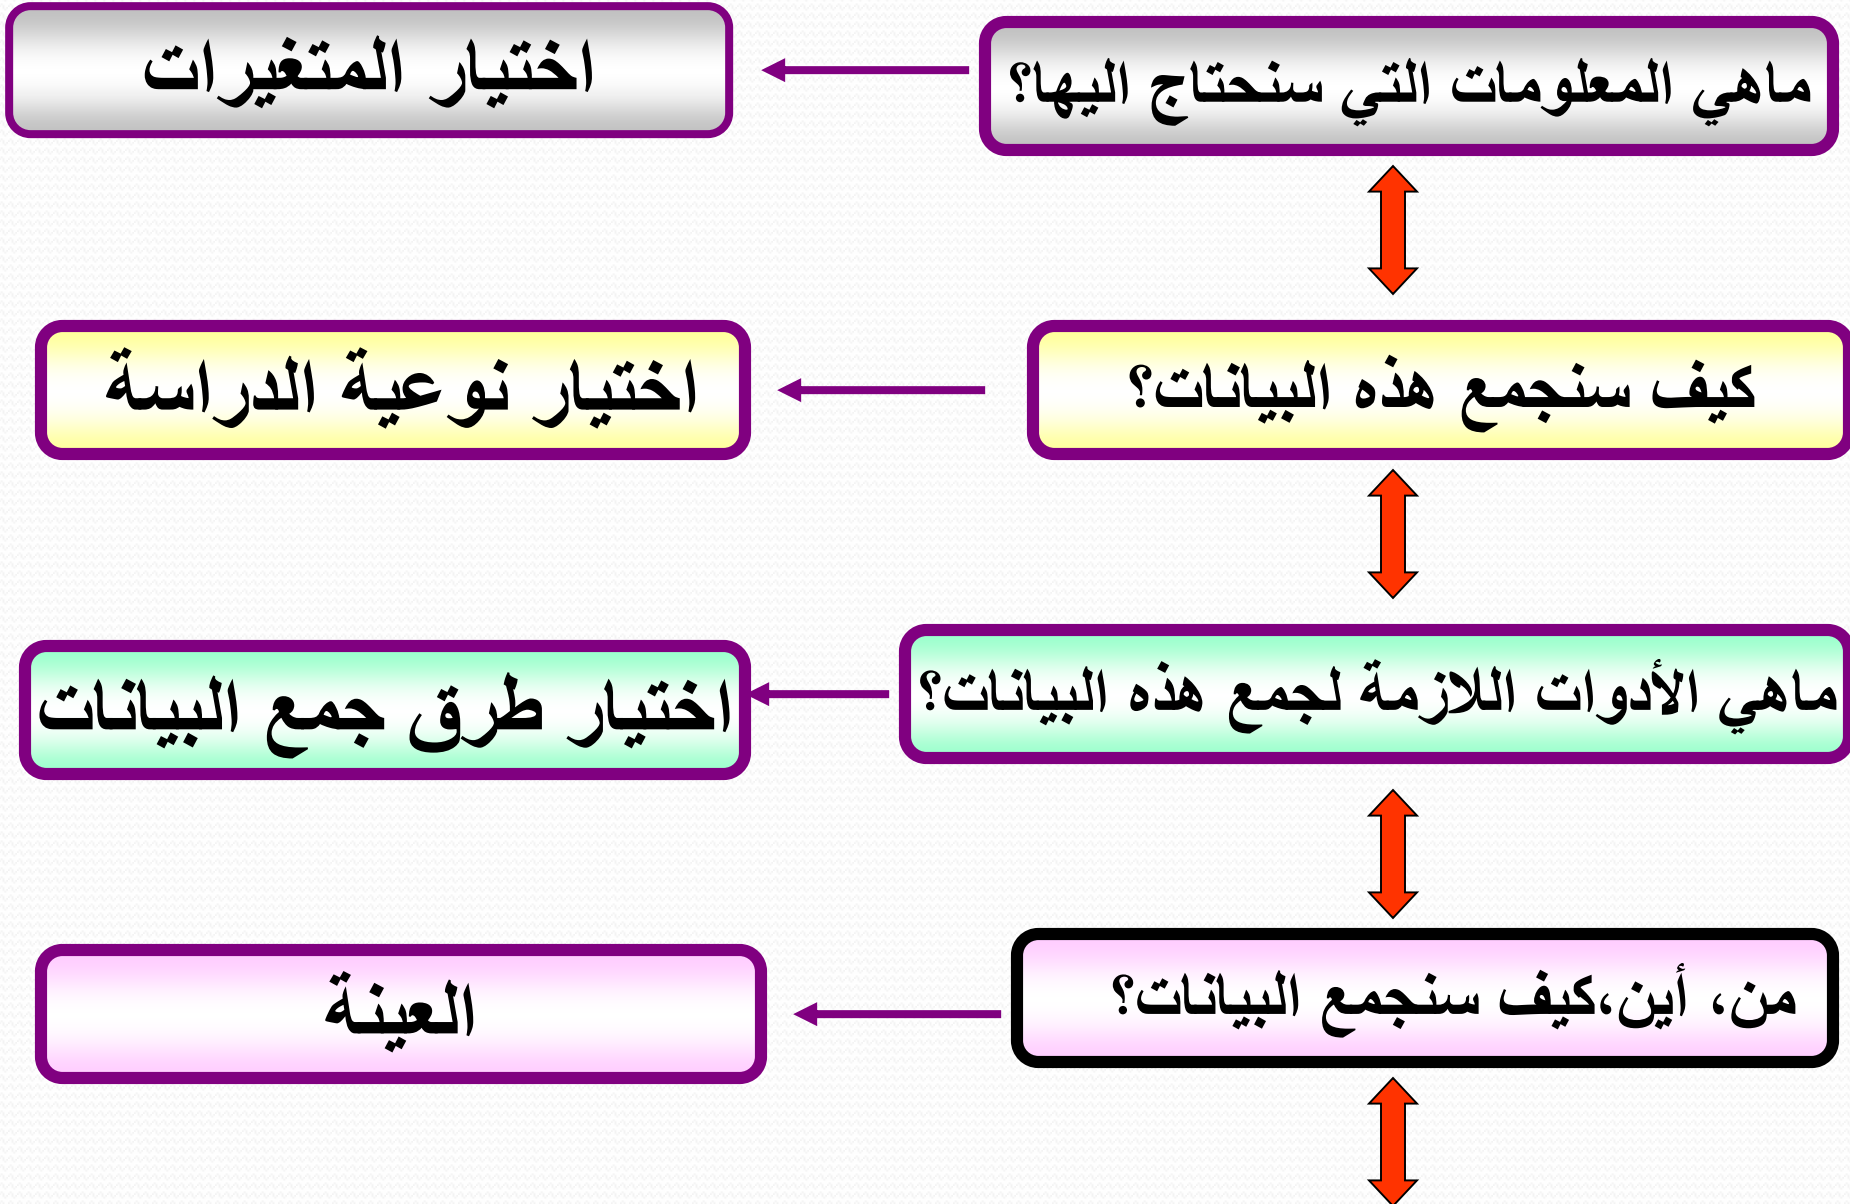 ماهي المعلومات التي سنحتاج اليها؟
اختيار المتغيرات
كيف سنجمع هذه البيانات؟
اختيار نوعية الدراسة
ماهي الأدوات اللازمة لجمع هذه البيانات؟
اختيار طرق جمع البيانات
من، أين،كيف سنجمع البيانات؟
العينة